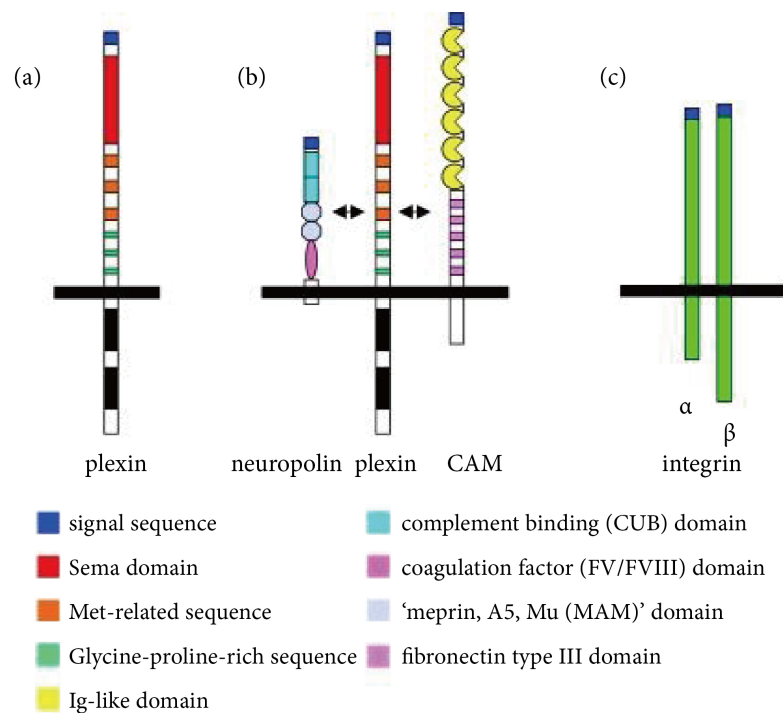 (a)
(b)
(c)
α
β
plexin
neuropolin
plexin
CAM
integrin
signal sequence
Sema domain
Met-related sequence
Glycine-proline-rich sequence
Ig-like domain
complement binding (CUB) domain
coagulation factor (FV/FVIII) domain
‘meprin, A5, Mu (MAM)’ domain
fibronectin type III domain